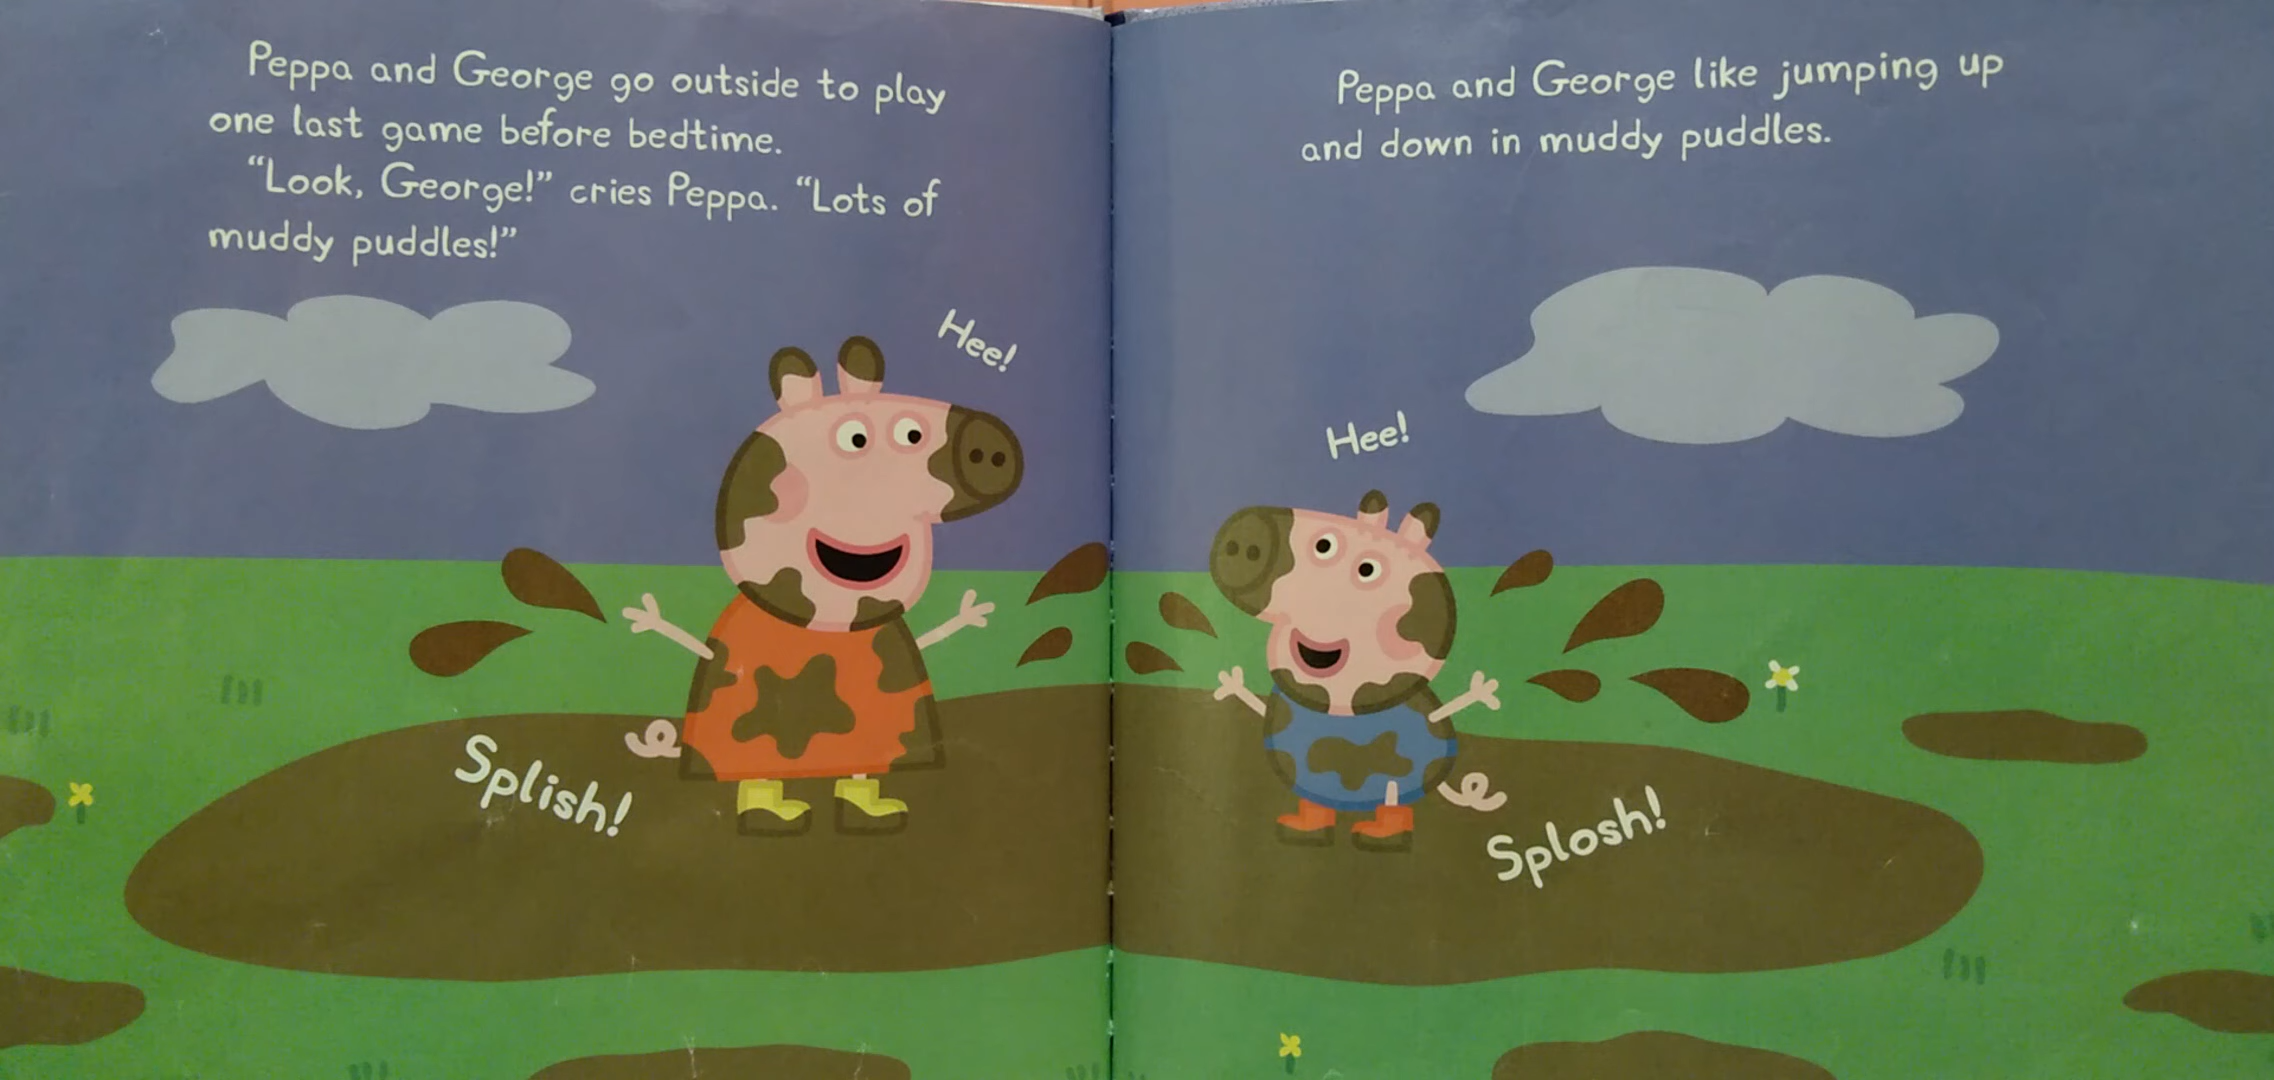 Peppa and George go outside to play
one last game before bedtime.
“Look, George!” cries Peppa. “Lots of
muddy puddles!”
Hee!
Splish!
Peppa and George like jumping up
and down in muddy puddles.
Hee!
Splosh!